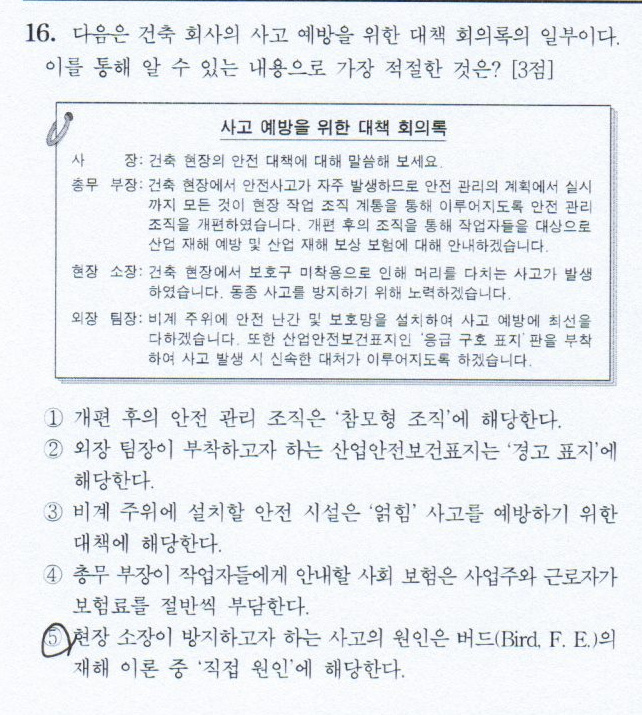 16. 다음은 건축 회사의 사고 예방을 위한 대책 회의록의 일부이다.
이를 통해 알 수 있는 내용으로 가장 적절한 것은? [3점]
사고 예방을 위한 대책 회의록
사 장: 건축 현장의 안전 대책에 대해 말씀해 보세요.
총무 부장: 건축 현장에서 안전사고가 자주 발생하므로 안전 관리의 계획에서 실시
까지 모든 것이 현장 작업 조직 계통을 통해 이루어지도록 안전 관리
조직을 개편하였습니다. 개편 후의 조직을 통해 작업자들을 대상으로
산업 재해 예방 및 산업 재해 보상 보험에 대해 안내하겠습니다.
현장 소장: 건축 현장에서 보호구 미착용으로 인해 머리를 다치는 사고가 발생
하였습니다. 동종 사고를 방지하기 위해 노력하겠습니다.
외장 팀장: 비계 주위에 안전 난간 및 보호망을 설치하여 사고 예방에 최선을
다하겠습니다. 또한 산업안전보건표지인 '응급 구호 표지' 판을 부착
하여 사고 발생 시 신속한 대처가 이루어지도록 하겠습니다.
① 개편 후의 안전 관리 조직은 '참모형 조직'에 해당한다.
② 외장 팀장이 부착하고자 하는 산업안전보건표지는 '경고 표지'에
해당한다.
③ 비계 주위에 설치할 안전 시설은 '얽힘' 사고를 예방하기 위한
대책에 해당한다.
④ 총무 부장이 작업자들에게 안내할 사회 보험은 사업주와 근로자가
보험료를 절반씩 부담한다.
⑤ 현장 소장이 방지하고자 하는 사고의 원인은 버드(Bird, F. E.)의
재해 이론 중 '직접 원인'에 해당한다.